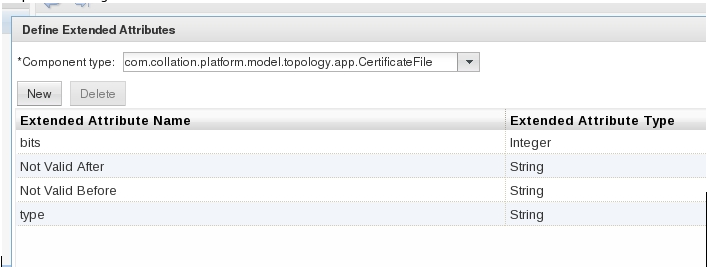 Define Extended Attributes
*Component type: com.collation.platform.model.topology.app.CertificateFile
New Delete
Extended Attribute Name Extended Attribute Type
bits Integer
Not Valid After String
Not Valid Before String
type String